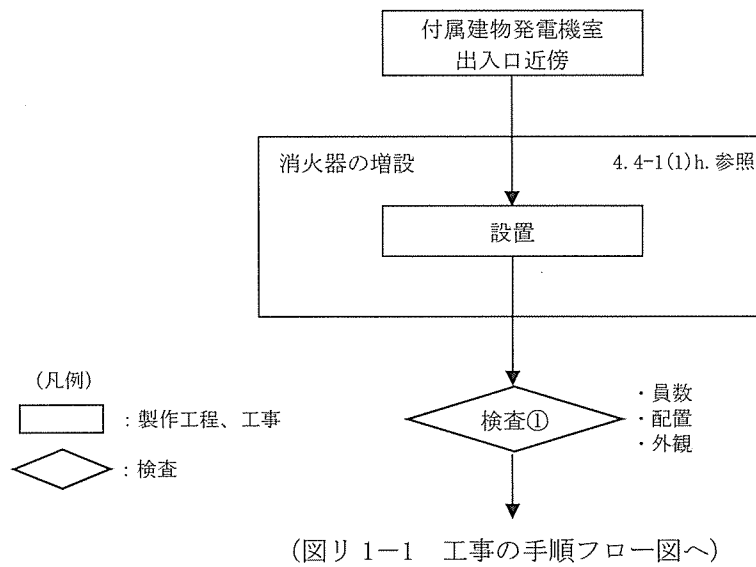 付属建物発電機室
出入口近傍
消火器の増設
4.4-1(1)h.参照
設置
(凡例)
：製作工程、工事
：検査
検査①
・員数
・配置
・外観
(図リ 1−1　工事の手順フロー図へ)